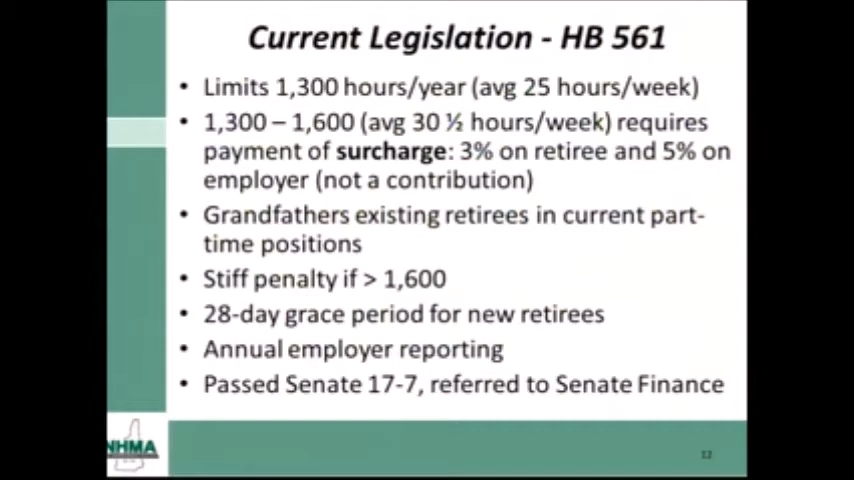 Current Legislation - HB 561
• Limits 1,300 hours/year (avg 25 hours/week)
• 1,300 – 1,600 (avg 30 ½ hours/week) requires
payment of surcharge: 3% on retiree and 5% on
employer (not a contribution)
• Grandfathers existing retirees in current part-
time positions
• Stiff penalty if > 1,600
• 28-day grace period for new retirees
• Annual employer reporting
• Passed Senate 17-7, referred to Senate Finance
NHMA
12